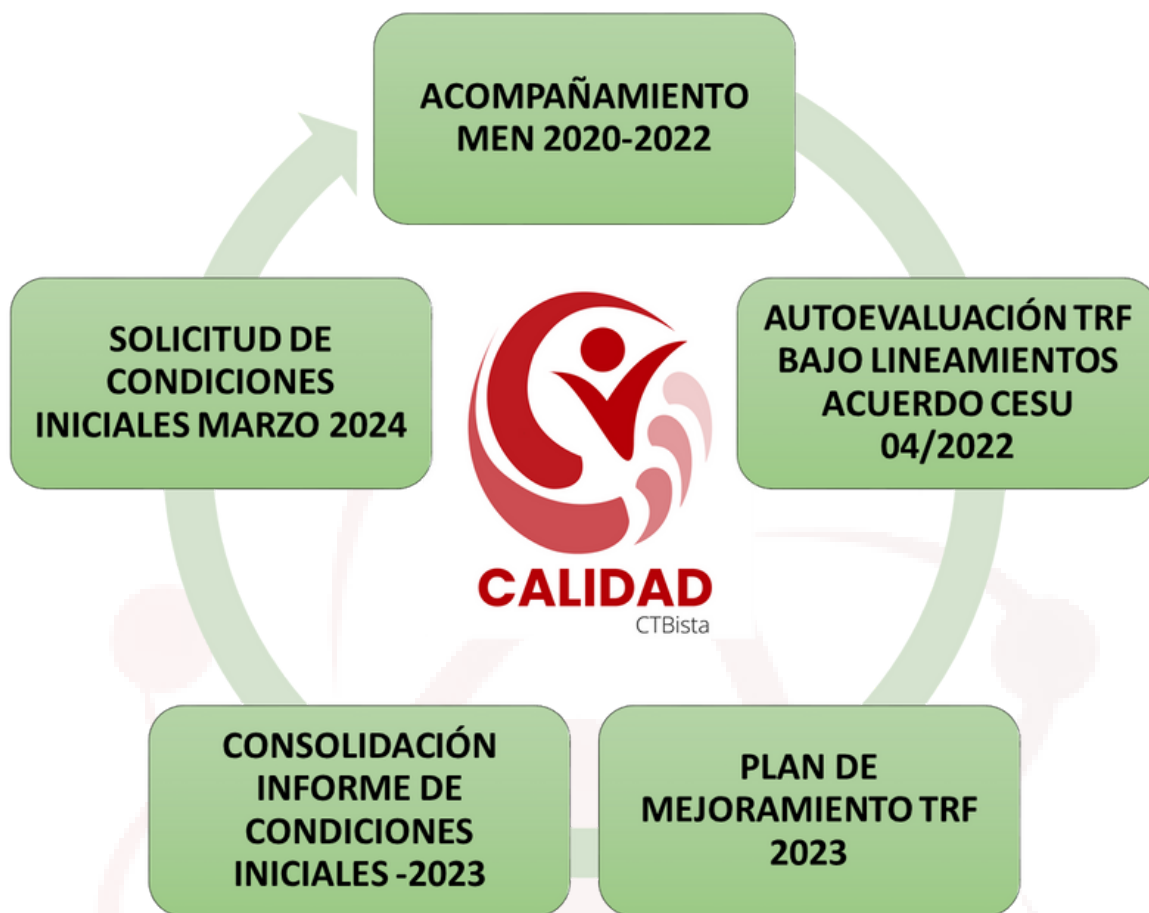 ACOMPAÑAMIENTO
MEN 2020-2022
AUTOEVALUACIÓN TRF
BAJO LINEAMIENTOS
ACUERDO CESU
04/2022
PLAN DE
MEJORAMIENTO TRF
2023
CONSOLIDACIÓN
INFORME DE
CONDICIONES
INICIALES -2023
SOLICITUD DE
CONDICIONES
INICIALES MARZO 2024
CALIDAD
CTBista